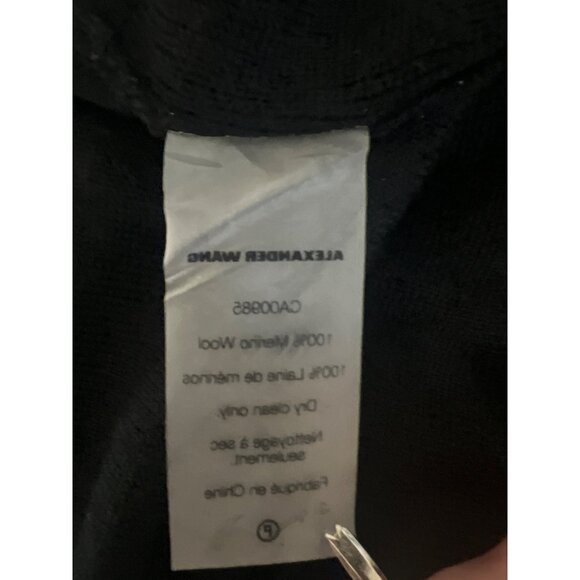 ALEXANDER WANG
CA00985
100% Merino Wool
100% Laine de mérinos
Dry clean only.
Nettoyage à sec
seulement.
Fabriqué en Chine
P